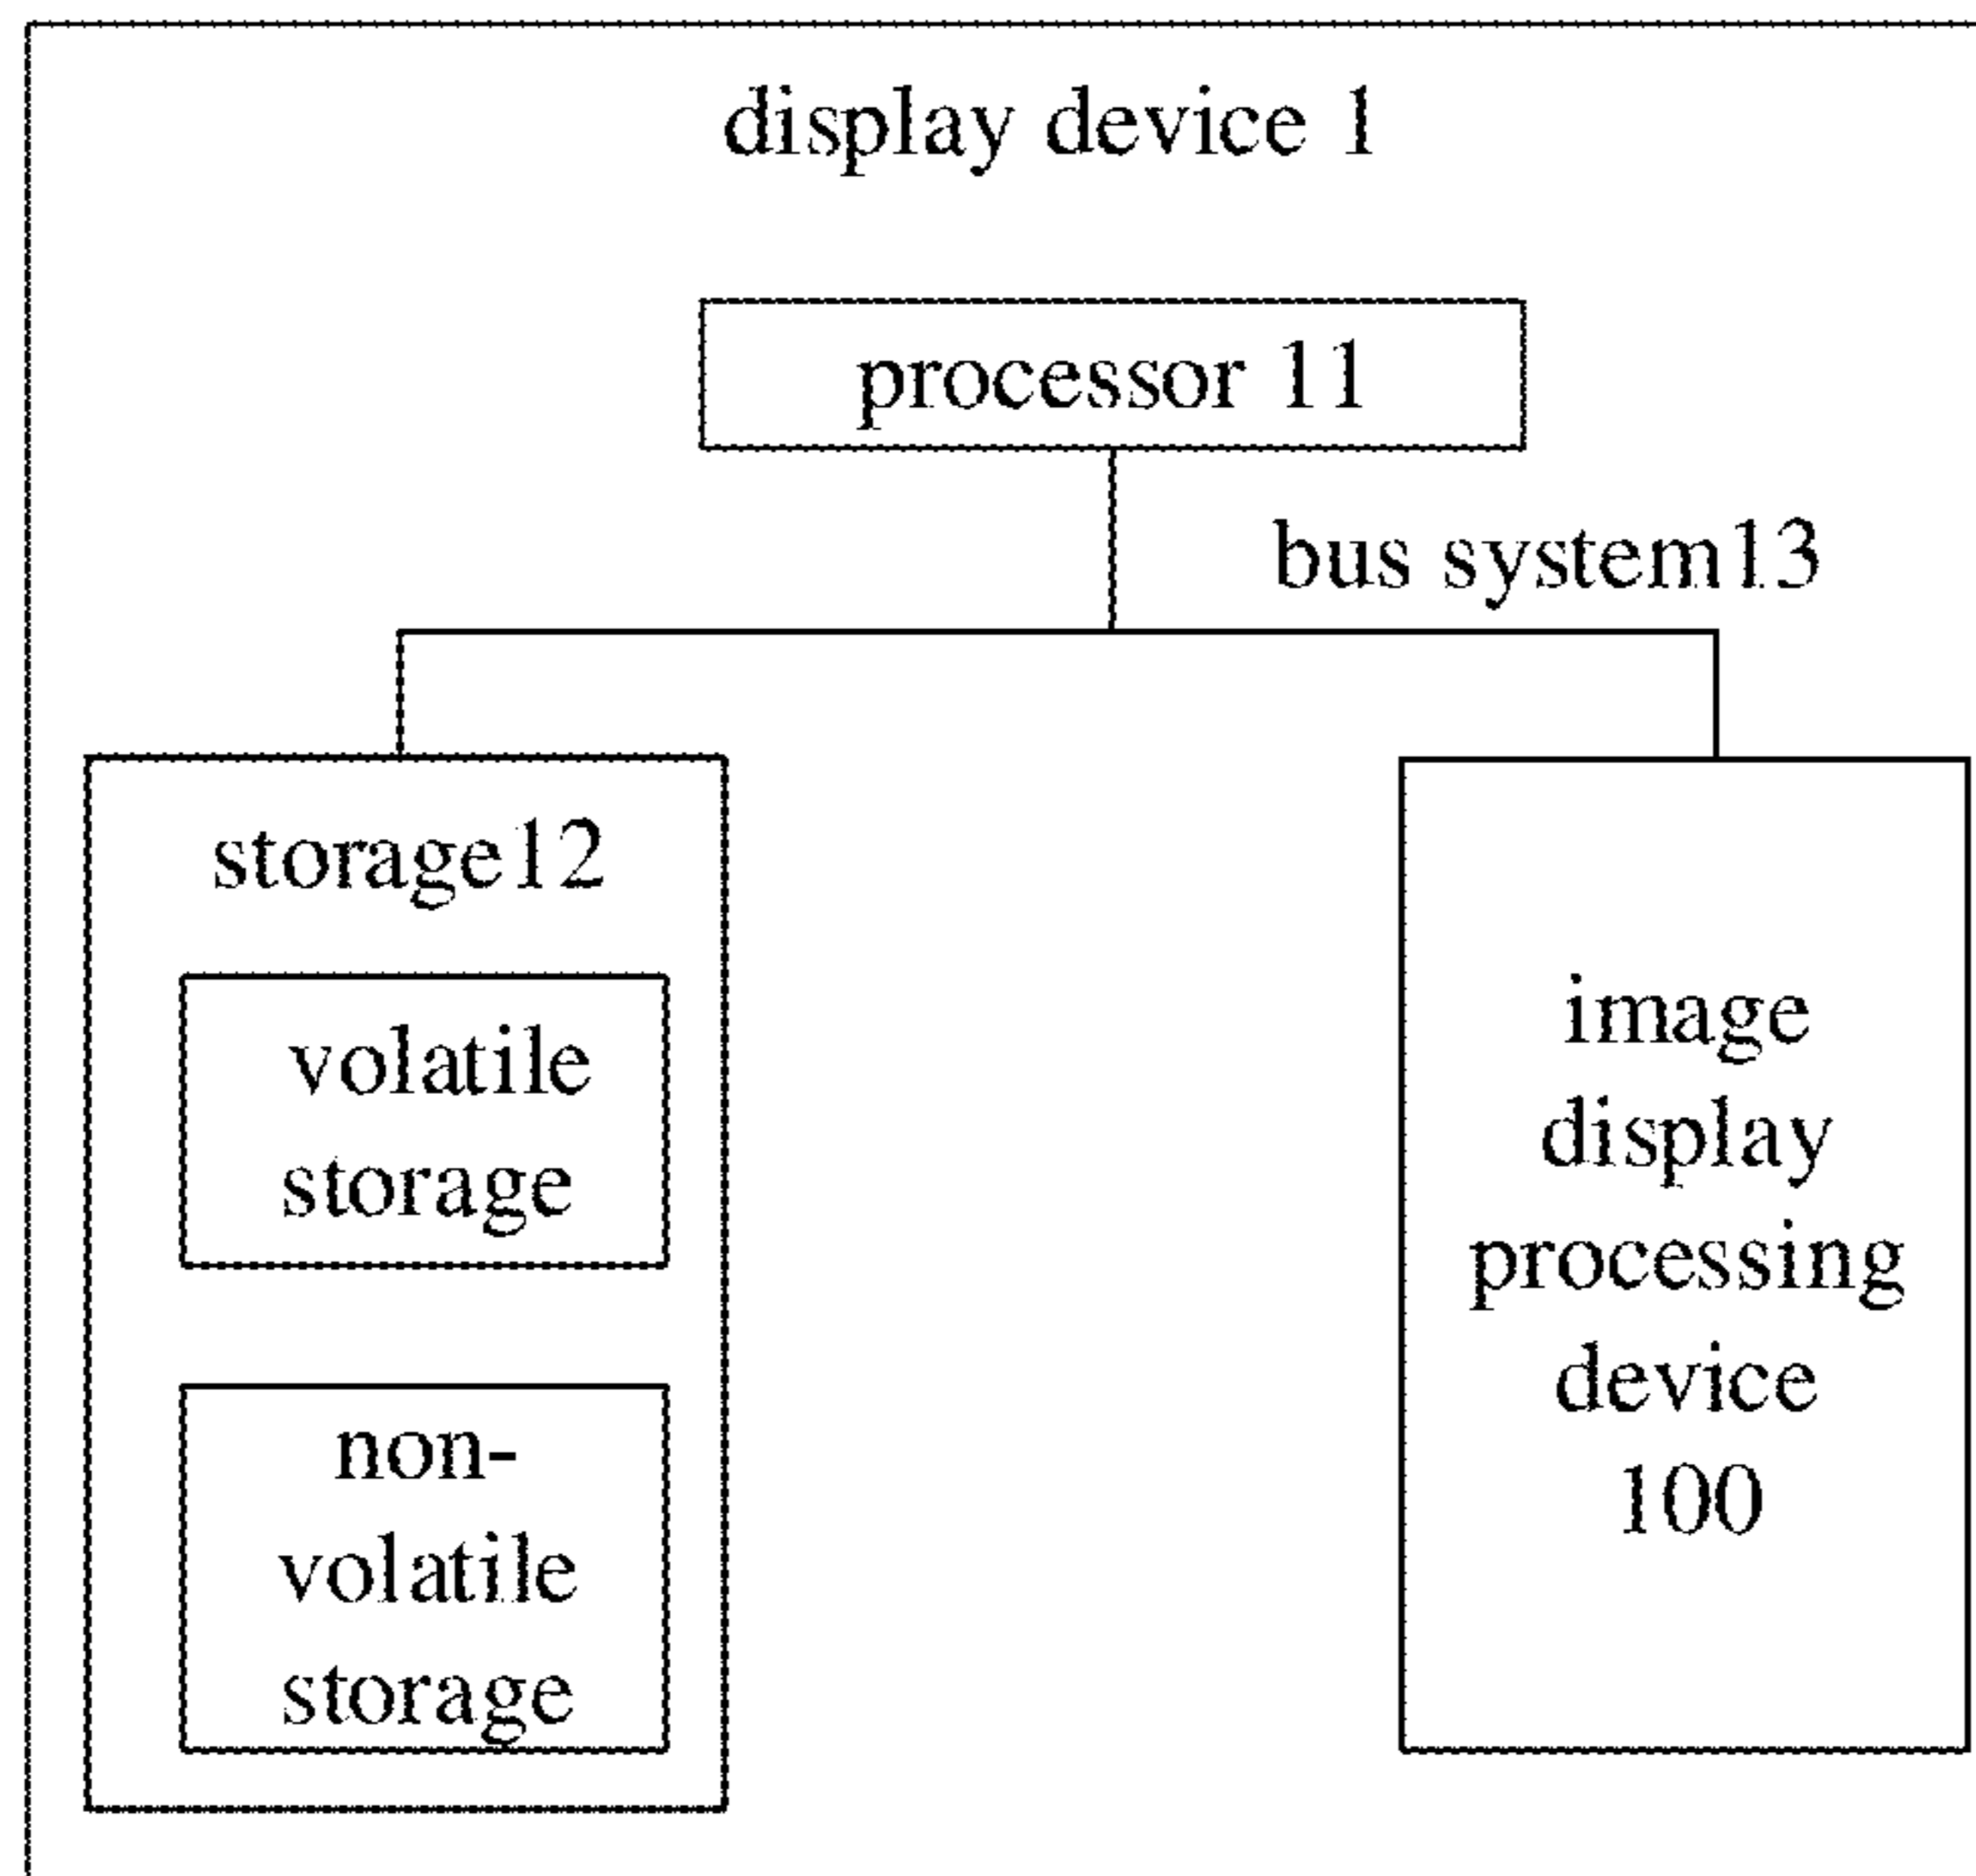 display device 1
processor 11
bus system13
storage12
volatile
storage
non-
volatile
storage
image
display
processing
device
100